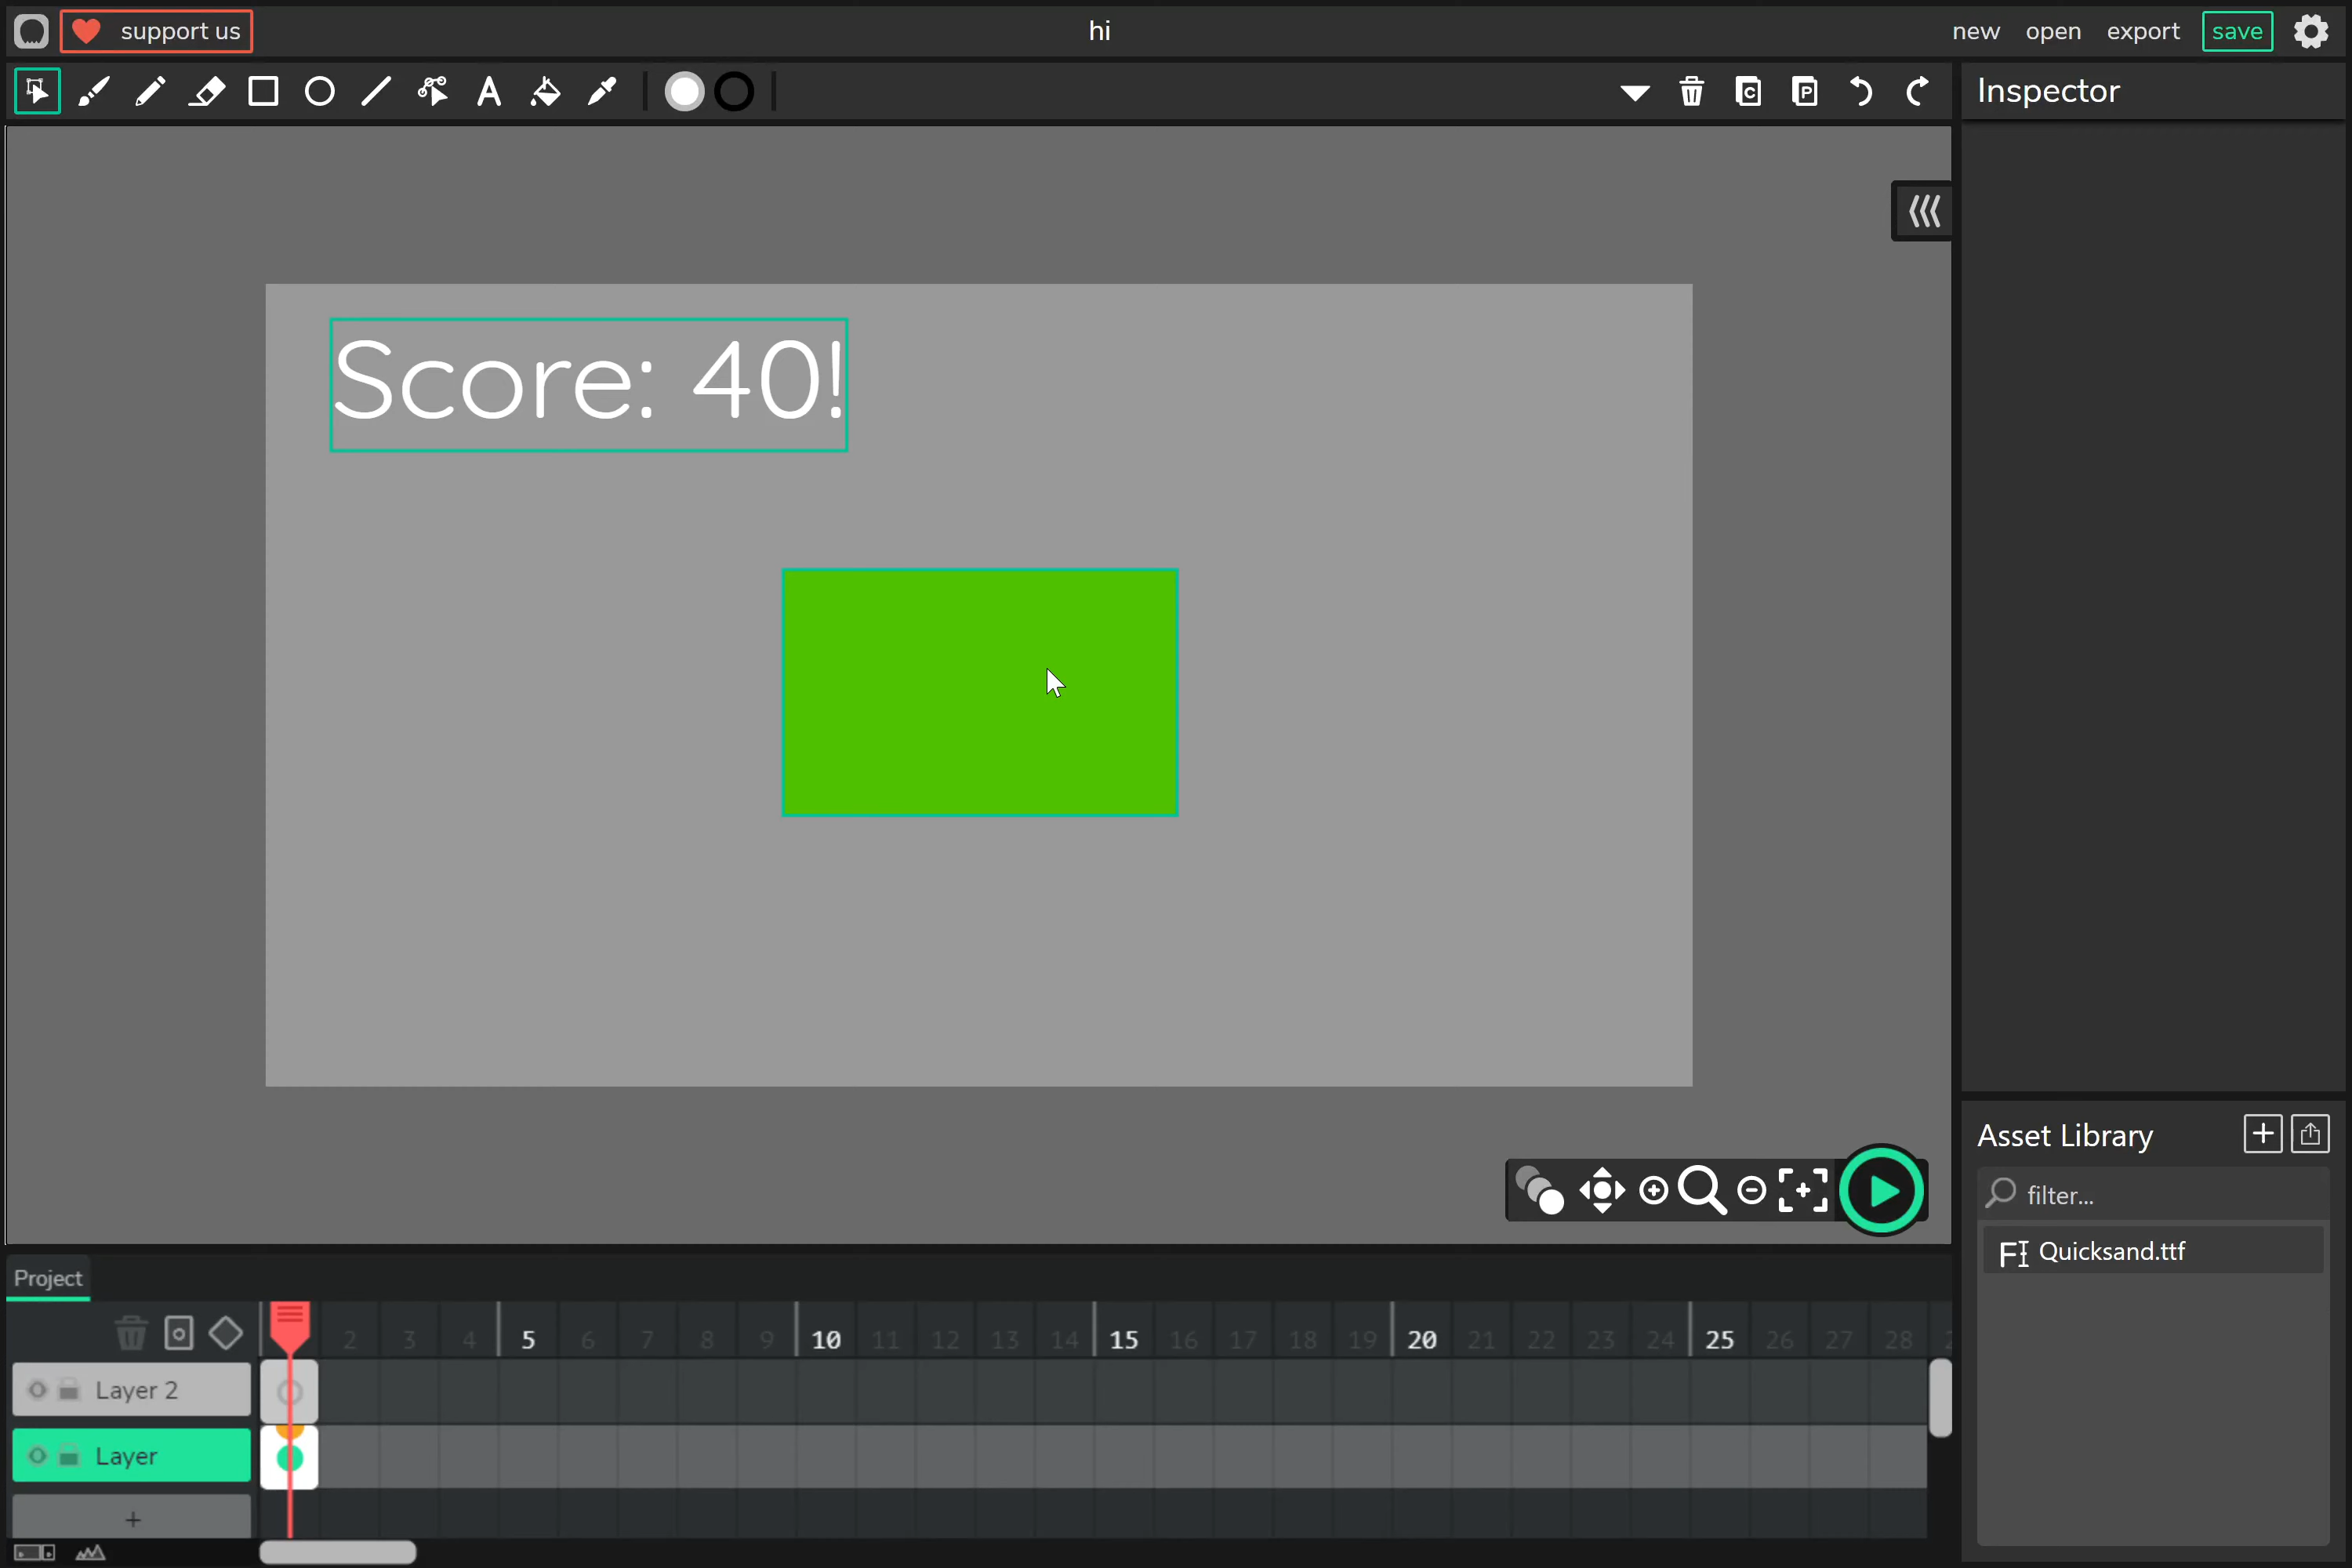 support us
hi
new open export save
Inspector
Score: 40!
Asset Library
filter...
Quicksand.ttf
Project
2 3 4 5 6 7 8 9 10 11 12 13 14 15 16 17 18 19 20 21 22 23 24 25 26 27 28
Layer 2
Layer